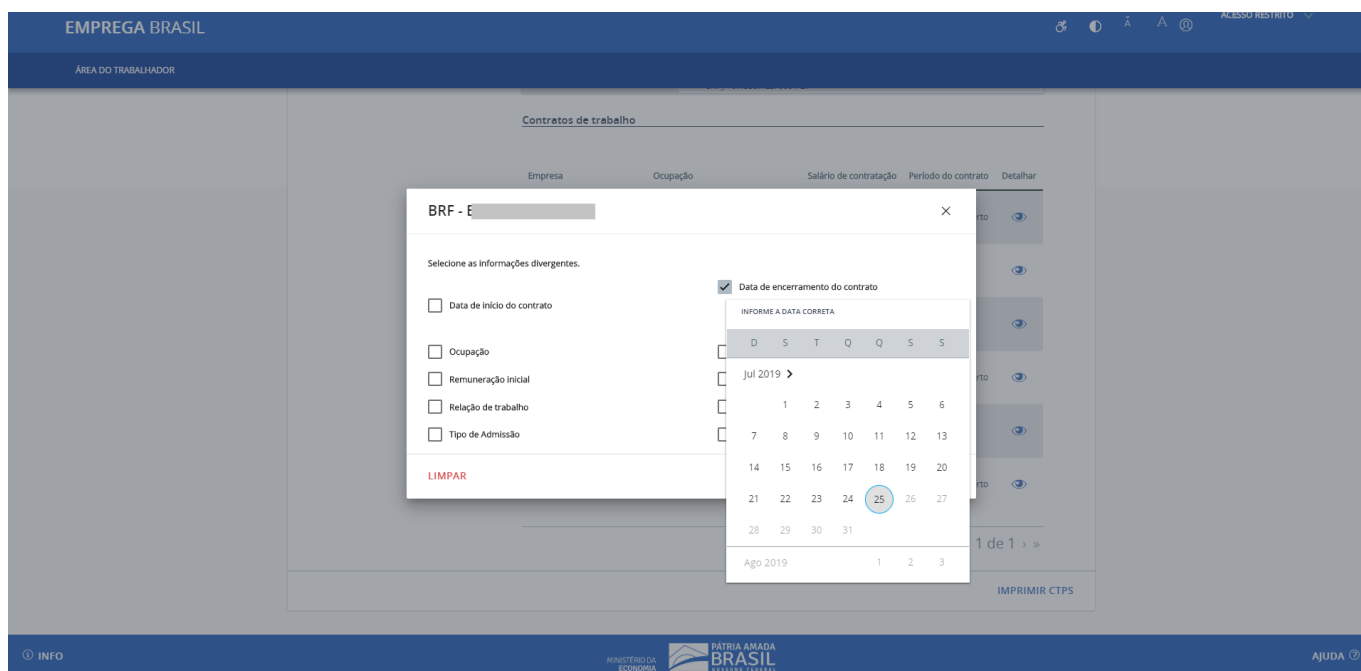 EMPREGA BRASIL
A A
ACESSO RESTRITO
ÁREA DO TRABALHADOR
Contratos de trabalho
Empresa Ocupação Salário de contratação Período do contrato Detalhar
BRF -
Selecione as informações divergentes.
Data de início do contrato
Ocupação
Remuneração inicial
Relação de trabalho
Tipo de Admissão
LIMPAR
Data de encerramento do contrato
INFORME A DATA CORRETA
D S T Q Q S S
Jul 2019
1 2 3 4 5 6
7 8 9 10 11 12 13
14 15 16 17 18 19 20
21 22 23 24 25 26 27
28 29 30 31
Ago 2019 1 2 3
1 de 1 › »
IMPRIMIR CTPS
INFO
MINISTÉRIO DA
ECONOMIA
PÁTRIA AMADA
BRASIL
GOVERNO FEDERAL
AJUDA